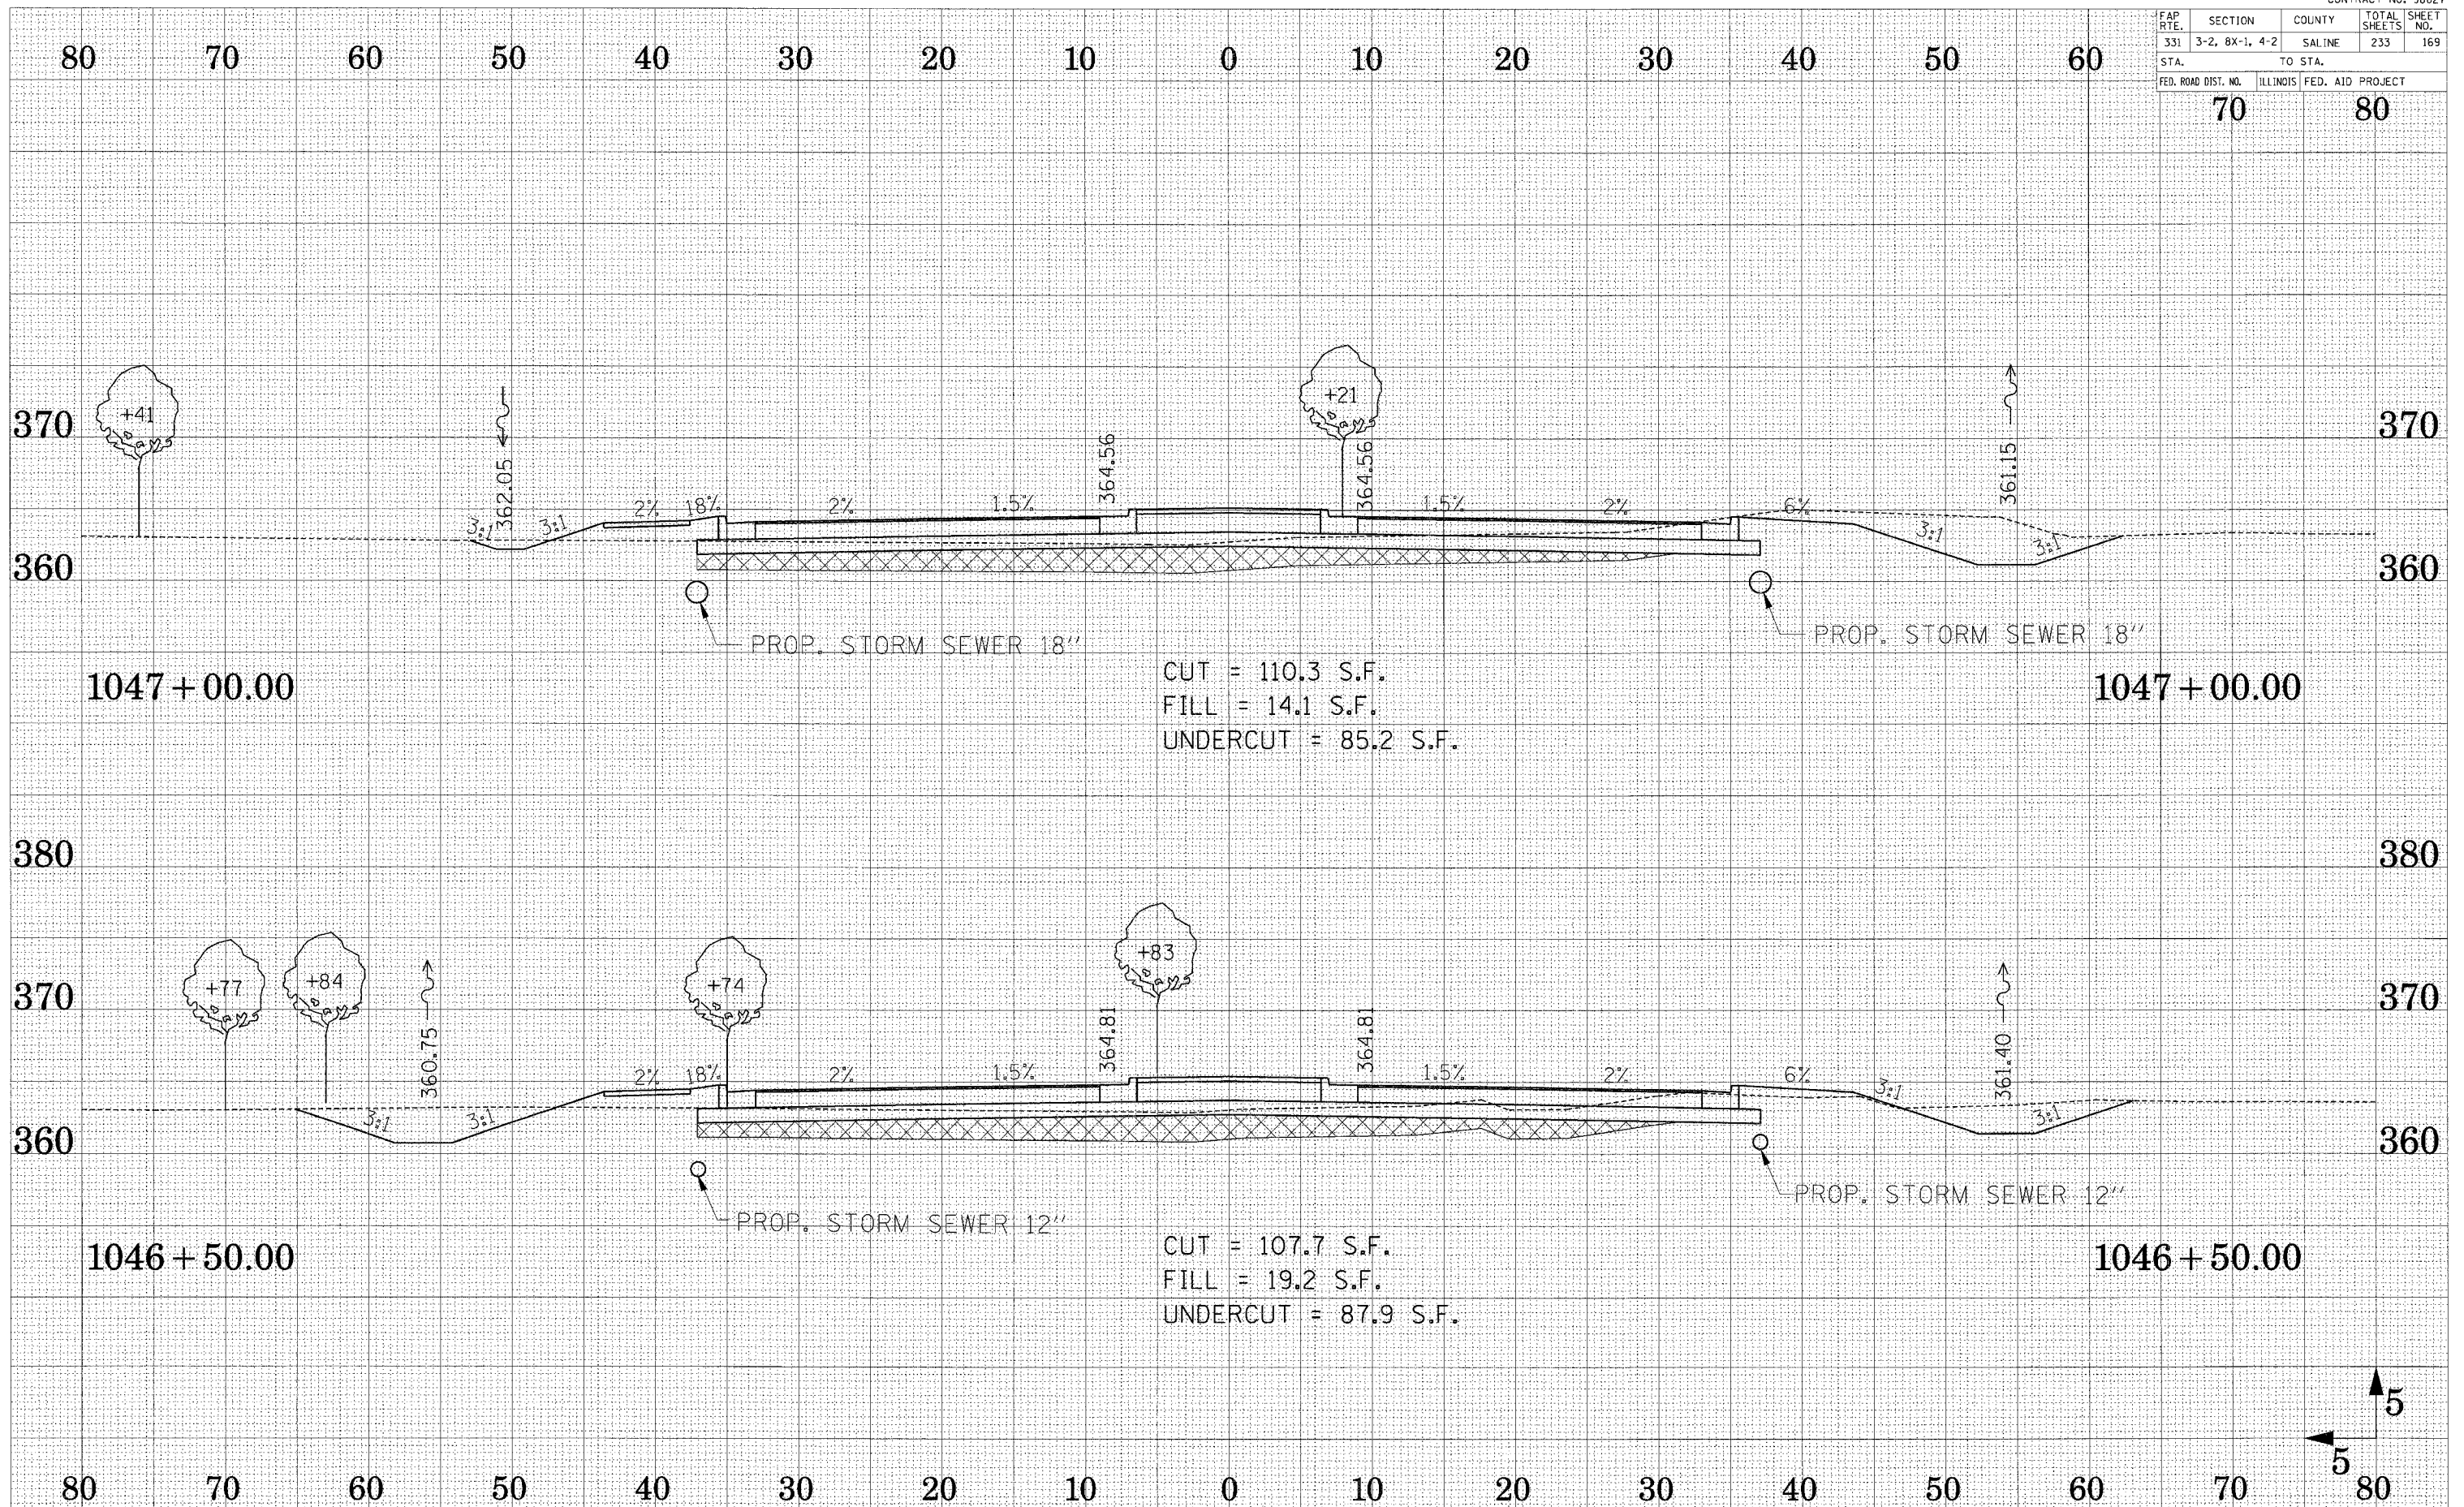 FAP RTE. SECTION COUNTY TOTAL SHEETS SHEET NO.
331 3-2, 8X-1, 4-2 SALINE 233 169
STA. TO STA.
FED. ROAD DIST. NO. ILLINOIS FED. AID PROJECT
80 70 60 50 40 30 20 10 0 10 20 30 40 50 60 70 80
+41
+21
370 362.05 364.56 364.56 361.15 370
3:1 3:1 2% 18% 2% 1.5% 1.5% 2% 6% 3:1 3:1
360 360
PROP. STORM SEWER 18" PROP. STORM SEWER 18"
1047+00.00 1047+00.00
CUT = 110.3 S.F.
FILL = 14.1 S.F.
UNDERCUT = 85.2 S.F.
380 380
+77 +84 +74 +83
370 360.75 364.81 364.81 361.40 370
3:1 3:1 2% 18% 2% 1.5% 1.5% 2% 6% 3:1 3:1
360 360
PROP. STORM SEWER 12" PROP. STORM SEWER 12"
1046+50.00 1046+50.00
CUT = 107.7 S.F.
FILL = 19.2 S.F.
UNDERCUT = 87.9 S.F.
5
5
80 70 60 50 40 30 20 10 0 10 20 30 40 50 60 70 80